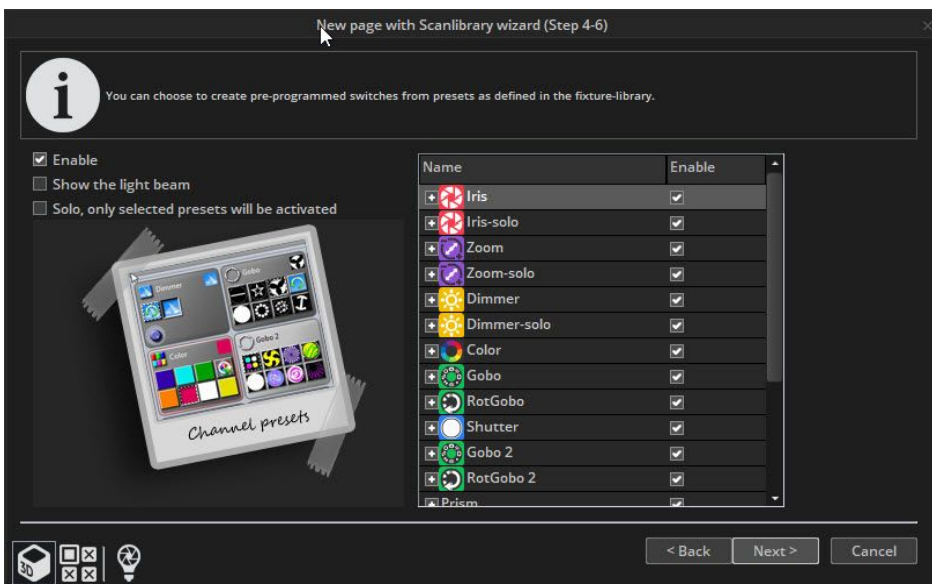 New page with Scanlibrary wizard (Step 4-6)
i
You can choose to create pre-programmed switches from presets as defined in the fixture-library.
Enable
Show the light beam
Solo, only selected presets will be activated
Dimmer
Gobo
Color
Gobo 2
Channel presets
Name Enable
Iris
Iris-solo
Zoom
Zoom-solo
Dimmer
Dimmer-solo
Color
Gobo
RotGobo
Shutter
Gobo 2
RotGobo 2
Prism
3D
< Back Next > Cancel